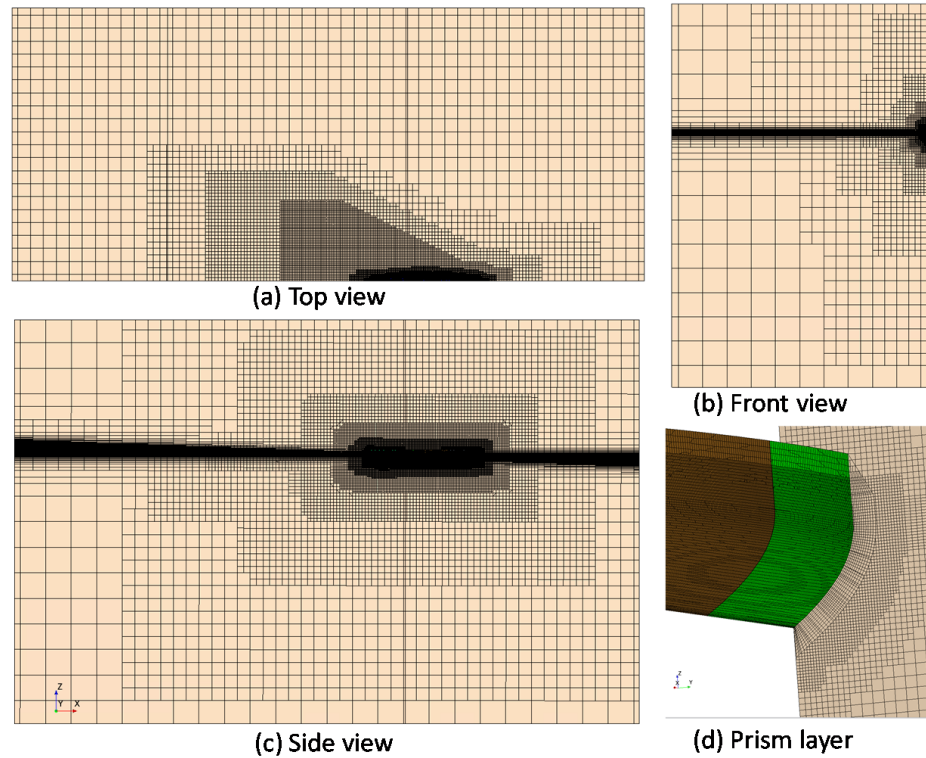 (a) Top view
(b) Front view
Z
Y X
(c) Side view
Z
X Y
(d) Prism layer